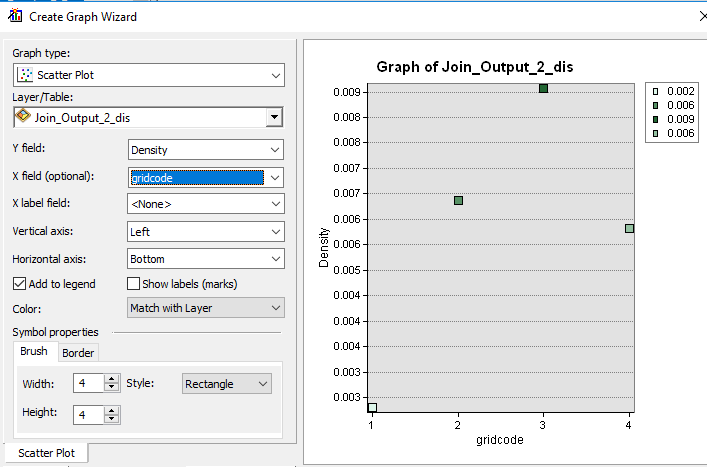 Create Graph Wizard
Graph type:
Scatter Plot
Layer/Table:
Join_Output_2_dis
Y field:
Density
X field (optional):
gridcode
X label field:
<None>
Vertical axis:
Left
Horizontal axis:
Bottom
Add to legend
Show labels (marks)
Color:
Match with Layer
Symbol properties
Brush
Border
Width:
4
Style:
Rectangle
Height:
4
Scatter Plot
Graph of Join_Output_2_dis
0.009
0.008
0.008
0.007
0.007
0.006
0.006
0.005
0.005
0.004
0.004
0.003
0.003
Density
1
2
3
4
gridcode
0.002
0.006
0.009
0.006